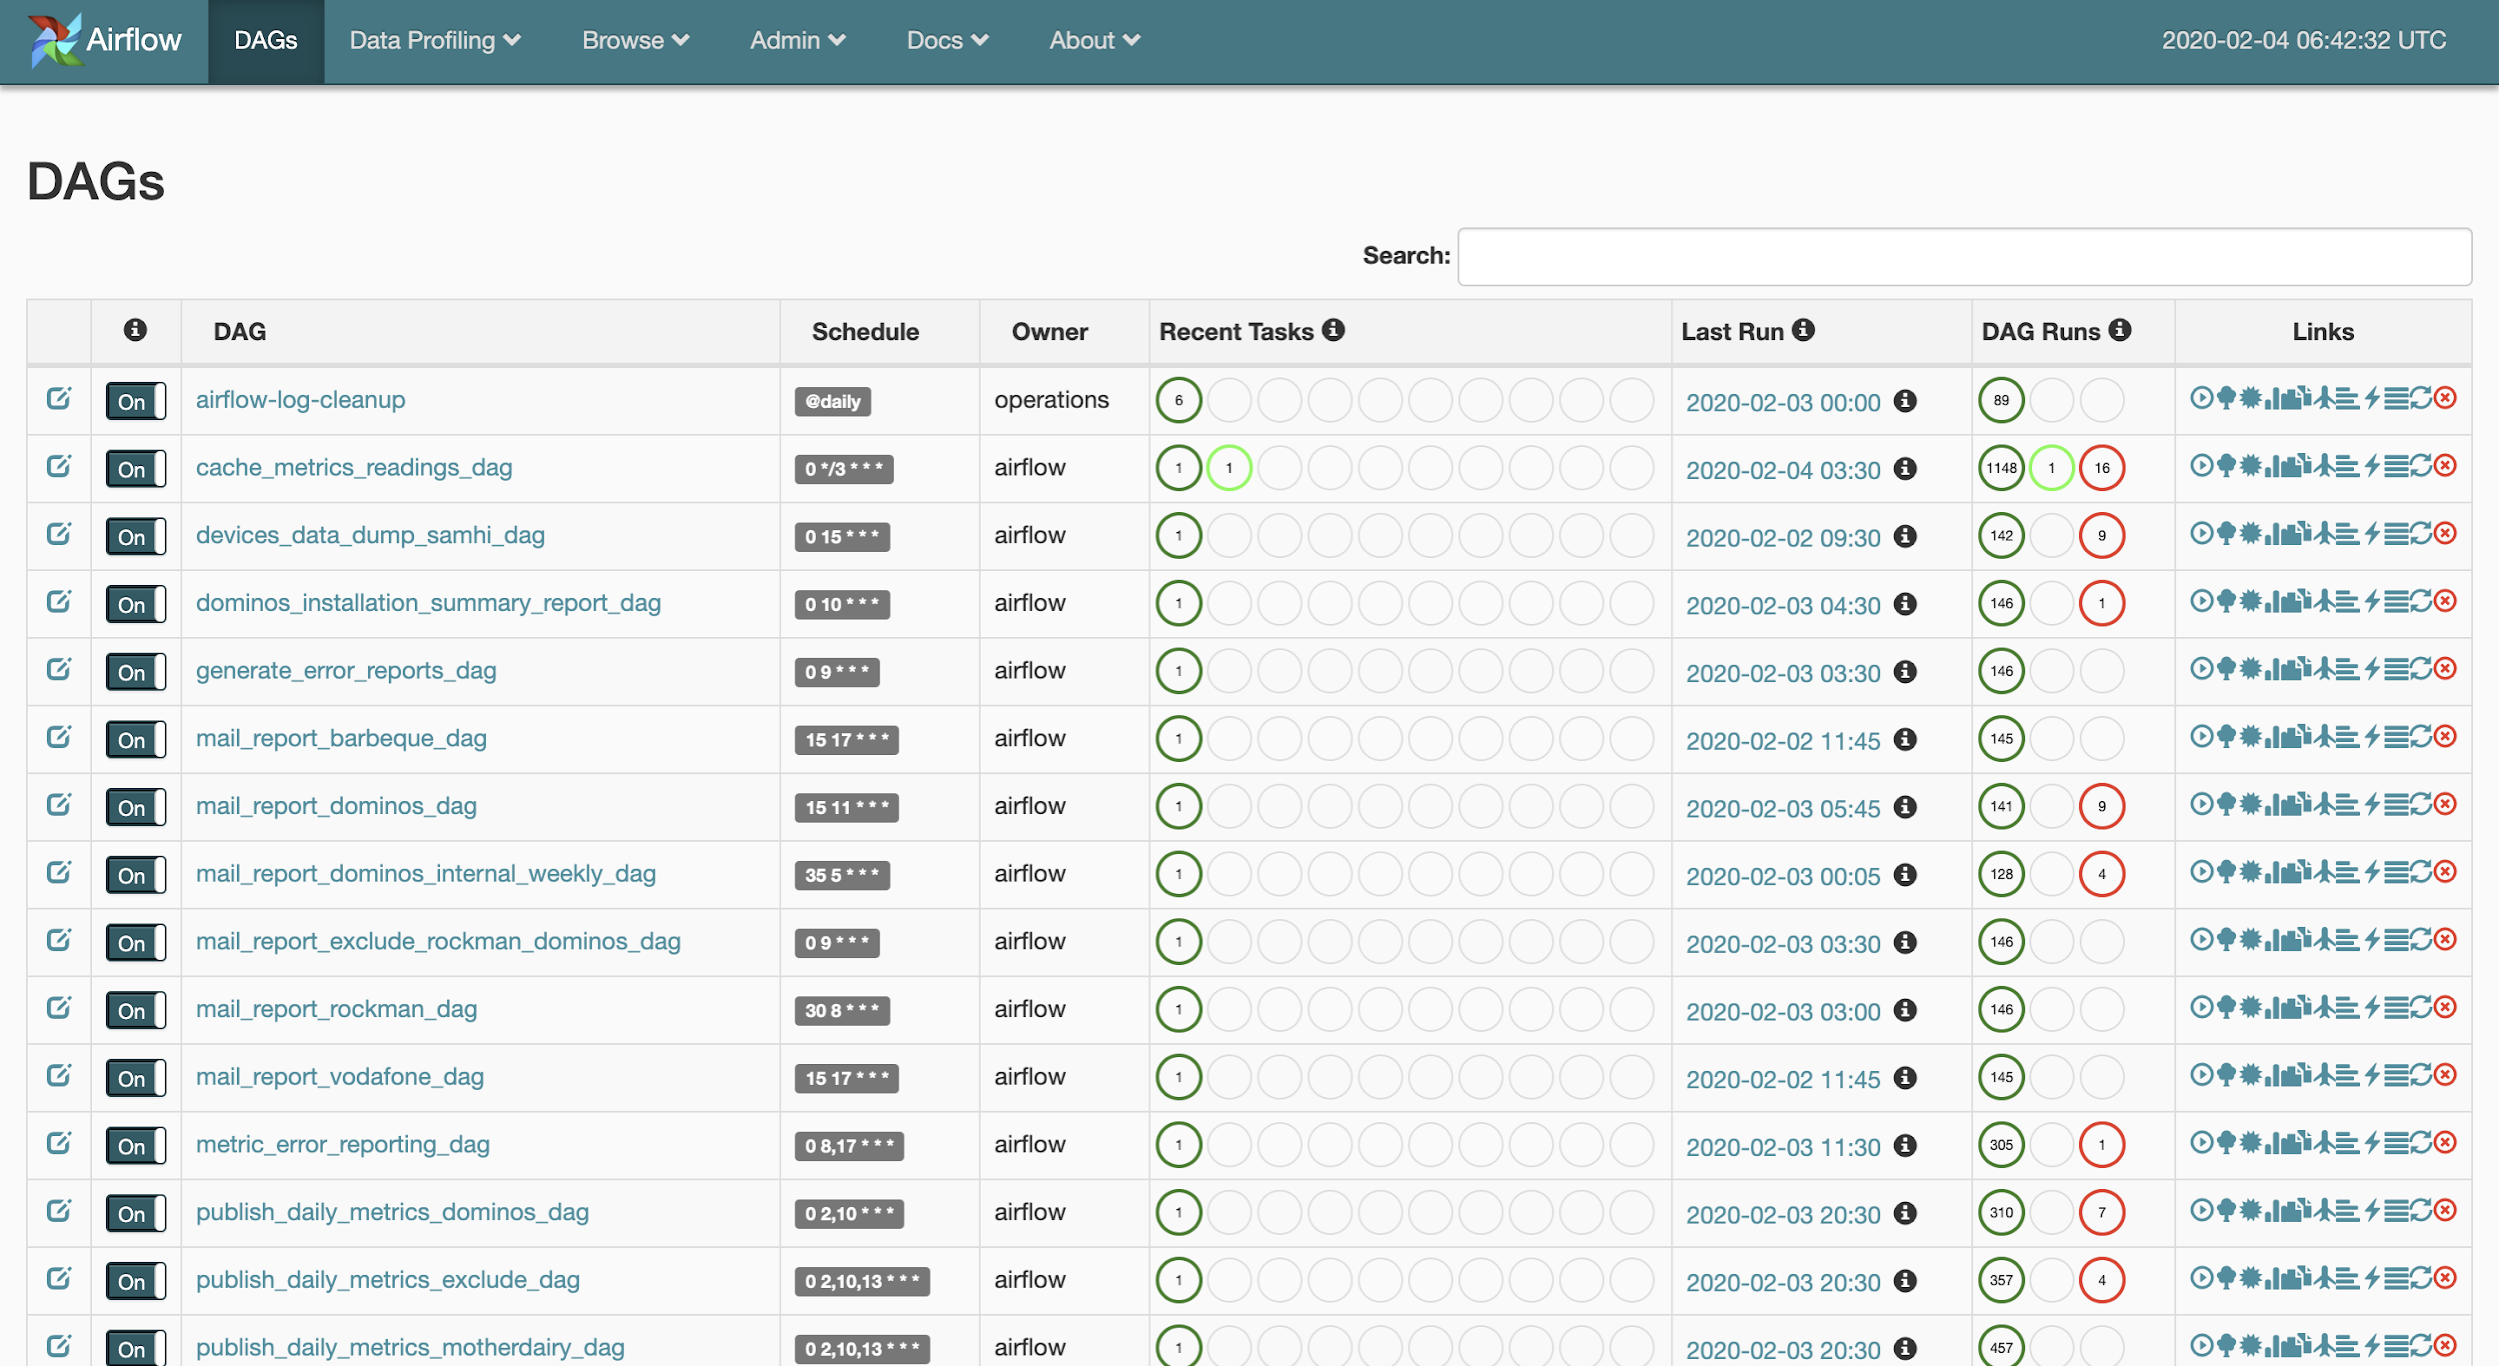 Airflow DAGs Data Profiling Browse Admin Docs About 2020-02-04 06:42:32 UTC
DAGs
Search:
DAG Schedule Owner Recent Tasks Last Run DAG Runs Links
On airflow-log-cleanup @daily operations 6 2020-02-03 00:00 89
On cache_metrics_readings_dag 0 */3 * * * airflow 1 1 2020-02-04 03:30 1148 1 16
On devices_data_dump_samhi_dag 0 15 * * * airflow 1 2020-02-02 09:30 142 9
On dominos_installation_summary_report_dag 0 10 * * * airflow 1 2020-02-03 04:30 146 1
On generate_error_reports_dag 0 9 * * * airflow 1 2020-02-03 03:30 146
On mail_report_barbeque_dag 15 17 * * * airflow 1 2020-02-02 11:45 145
On mail_report_dominos_dag 15 11 * * * airflow 1 2020-02-03 05:45 141 9
On mail_report_dominos_internal_weekly_dag 35 5 * * * airflow 1 2020-02-03 00:05 128 4
On mail_report_exclude_rockman_dominos_dag 0 9 * * * airflow 1 2020-02-03 03:30 146
On mail_report_rockman_dag 30 8 * * * airflow 1 2020-02-03 03:00 146
On mail_report_vodafone_dag 15 17 * * * airflow 1 2020-02-02 11:45 145
On metric_error_reporting_dag 0 8,17 * * * airflow 1 2020-02-03 11:30 305 1
On publish_daily_metrics_dominos_dag 0 2,10 * * * airflow 1 2020-02-03 20:30 310 7
On publish_daily_metrics_exclude_dag 0 2,10,13 * * * airflow 1 2020-02-03 20:30 357 4
On publish_daily_metrics_motherdairy_dag 0 2,10,13 * * * airflow 1 2020-02-03 20:30 457